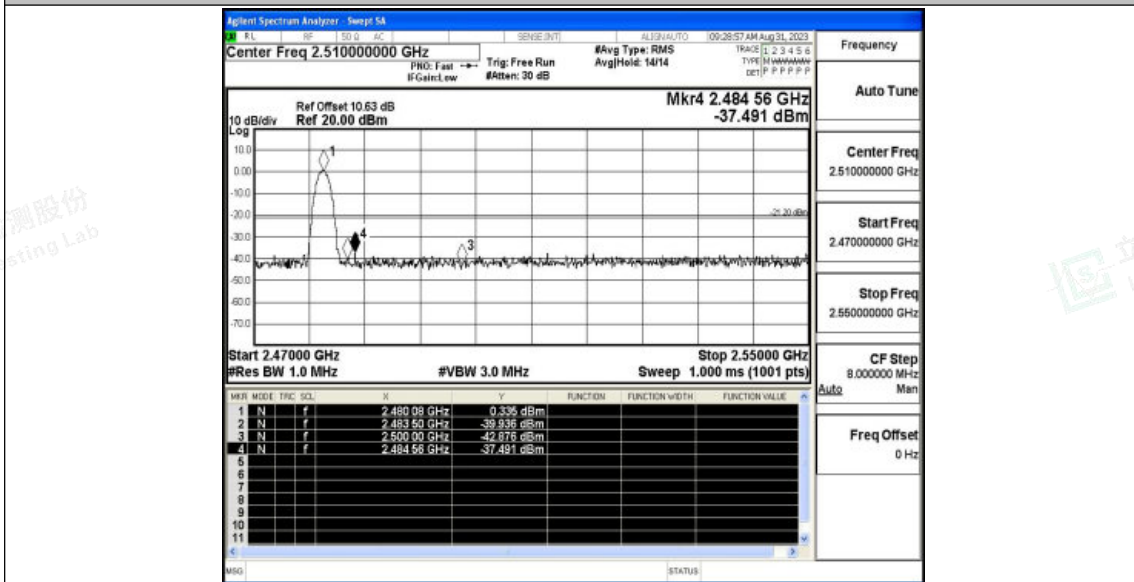 Agilent Spectrum Analyzer - Swept SA
RL RF 50 Ω AC SENSE:INT ALIGNAUTO 09:28:57 AM Aug 31, 2023
Center Freq 2.510000000 GHz
PNO: Fast
IFGain:Low
Trig: Free Run
#Atten: 30 dB
#Avg Type: RMS
Avg|Hold: 14/14
TRACE 1 2 3 4 5 6
TYPE M
DET P P P P P P
Frequency
Auto Tune
Ref Offset 10.63 dB
Ref 20.00 dBm
10 dB/div
Log
Mkr4 2.484 56 GHz
-37.491 dBm
10.0
0.00
-10.0
-20.0
-30.0
-40.0
-50.0
-60.0
-70.0
1
4
3
-21.20 dBm
Center Freq
2.510000000 GHz
Start Freq
2.470000000 GHz
Stop Freq
2.550000000 GHz
Start 2.47000 GHz
Stop 2.55000 GHz
#Res BW 1.0 MHz
#VBW 3.0 MHz
Sweep 1.000 ms (1001 pts)
CF Step
8.000000 MHz
Auto Man
Freq Offset
0 Hz
MKR MODE TRC SCL X Y FUNCTION FUNCTION WIDTH FUNCTION VALUE
1 N f 2.480 08 GHz 0.335 dBm
2 N f 2.483 50 GHz -39.936 dBm
3 N f 2.500 00 GHz -42.876 dBm
4 N f 2.484 56 GHz -37.491 dBm
5
6
7
8
9
10
11
MSG
STATUS
测股份
sting Lab
立
LCS